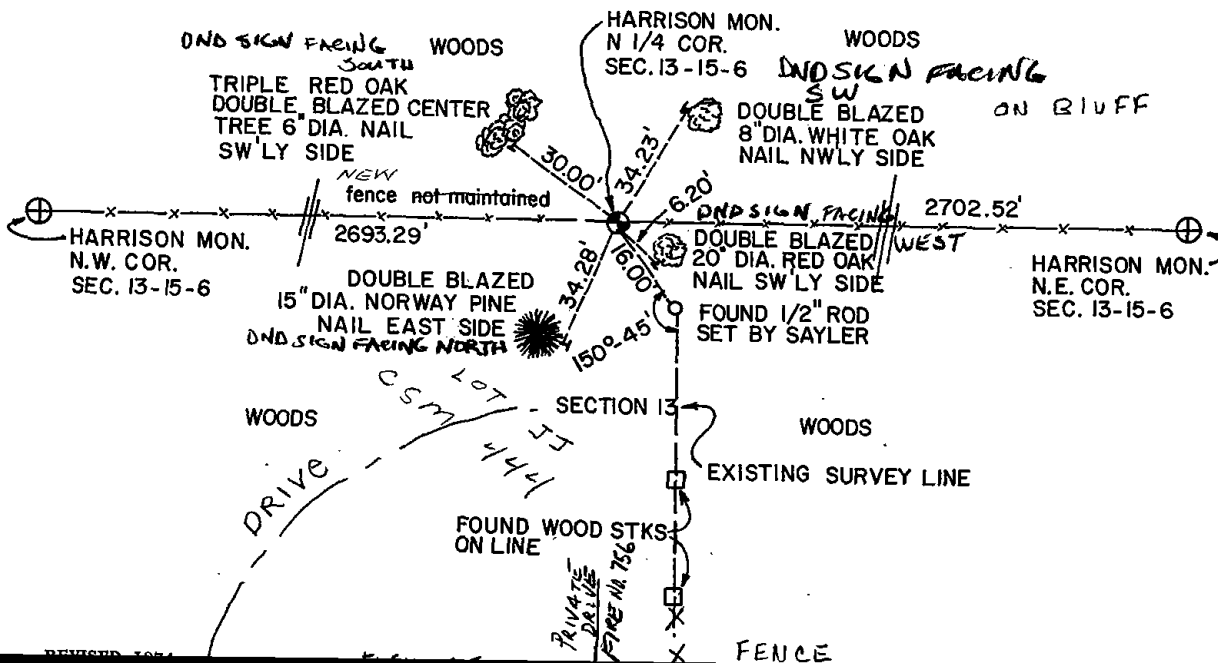 DND SIGN FACING
SOUTH
WOODS
TRIPLE RED OAK
DOUBLE BLAZED CENTER
TREE 6" DIA. NAIL
SW'LY SIDE
HARRISON MON.
N 1/4 COR.
SEC. 13-15-6
WOODS
DND SIGN FACING
SW
ON BLUFF
DOUBLE BLAZED
8" DIA. WHITE OAK
NAIL NWLY SIDE
30.00'
34.23'
6.20'
NEW
fence not maintained
2693.29'
2702.52'
HARRISON MON.
N.W. COR.
SEC. 13-15-6
DND SIGN FACING
WEST
DOUBLE BLAZED
20" DIA. RED OAK
NAIL SW'LY SIDE
HARRISON MON.
N.E. COR.
SEC. 13-15-6
34.28'
16.00'
DOUBLE BLAZED
15" DIA. NORWAY PINE
NAIL EAST SIDE
DND SIGN FACING NORTH
150°-45'
FOUND 1/2" ROD
SET BY SAYLER
LOT
CSM
JJ
444
SECTION 13
WOODS
WOODS
DRIVE
EXISTING SURVEY LINE
FOUND WOOD STKS
ON LINE
PRIVATE
DRIVE
FIRE NO. 756
FENCE